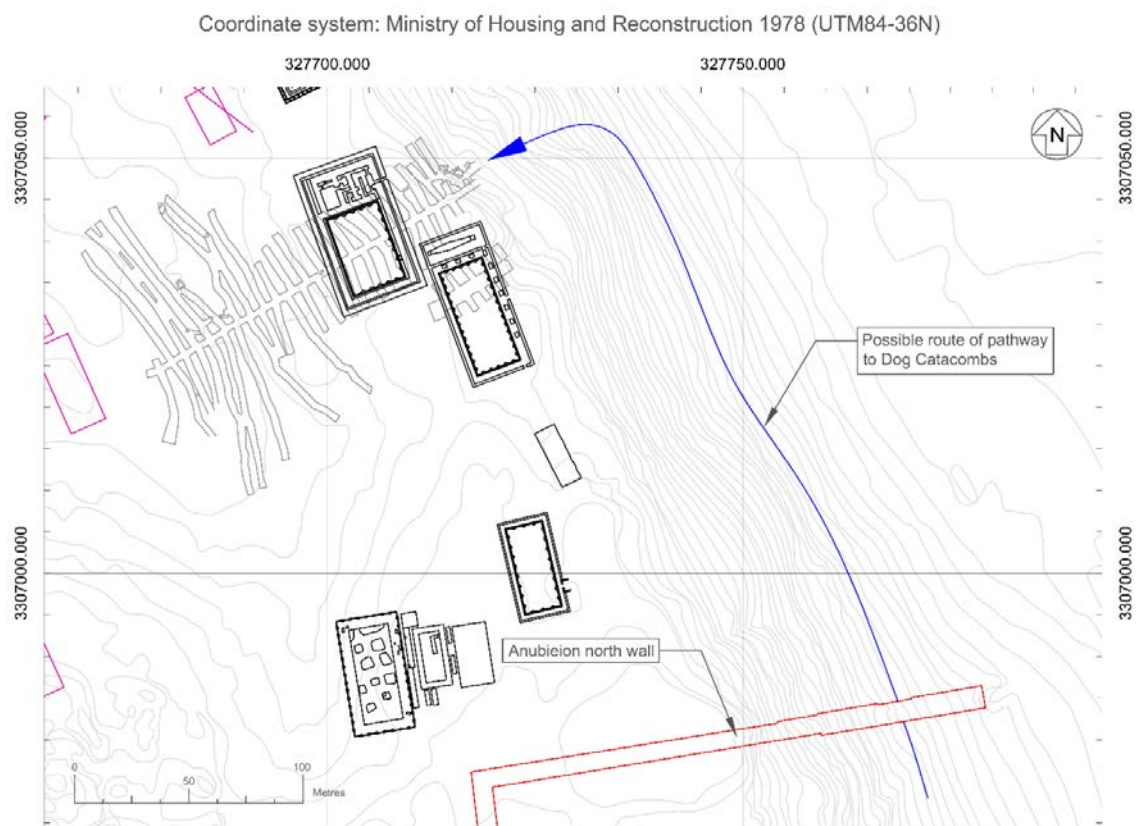 Coordinate system: Ministry of Housing and Reconstruction 1978 (UTM84-36N)
327700.000
327750.000
N
3307050.000
3307050.000
Possible route of pathway
to Dog Catacombs
3307000.000
3307000.000
Anubieion north wall
0
50
100
Metres